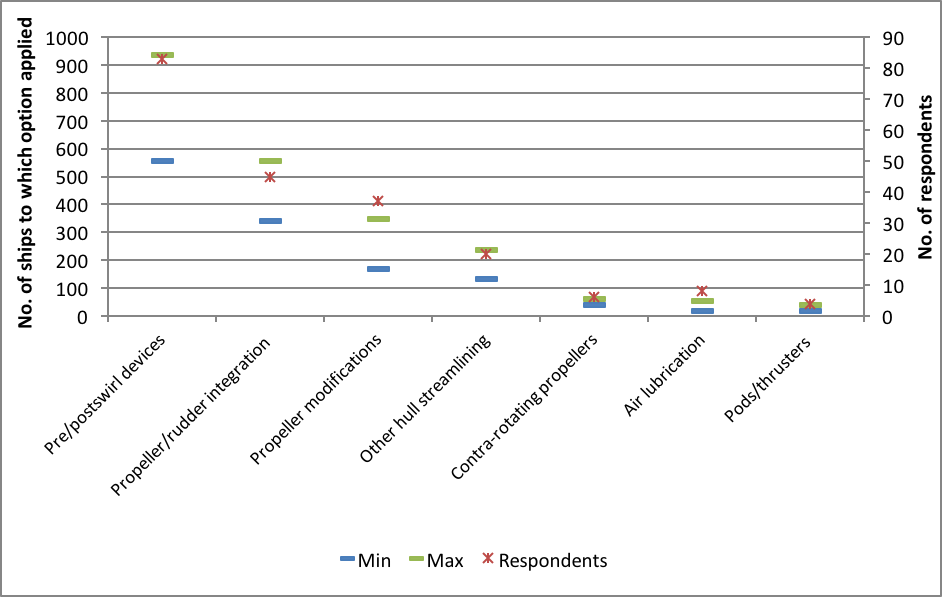 No. of ships to which option applied
1000
900
800
700
600
500
400
300
200
100
0
90
80
70
60
50
40
30
20
10
0
No. of respondents
Pre/postswirl devices
Propeller/rudder integration
Propeller modifications
Other hull streamlining
Contra-rotating propellers
Air lubrication
Pods/thrusters
Min Max Respondents